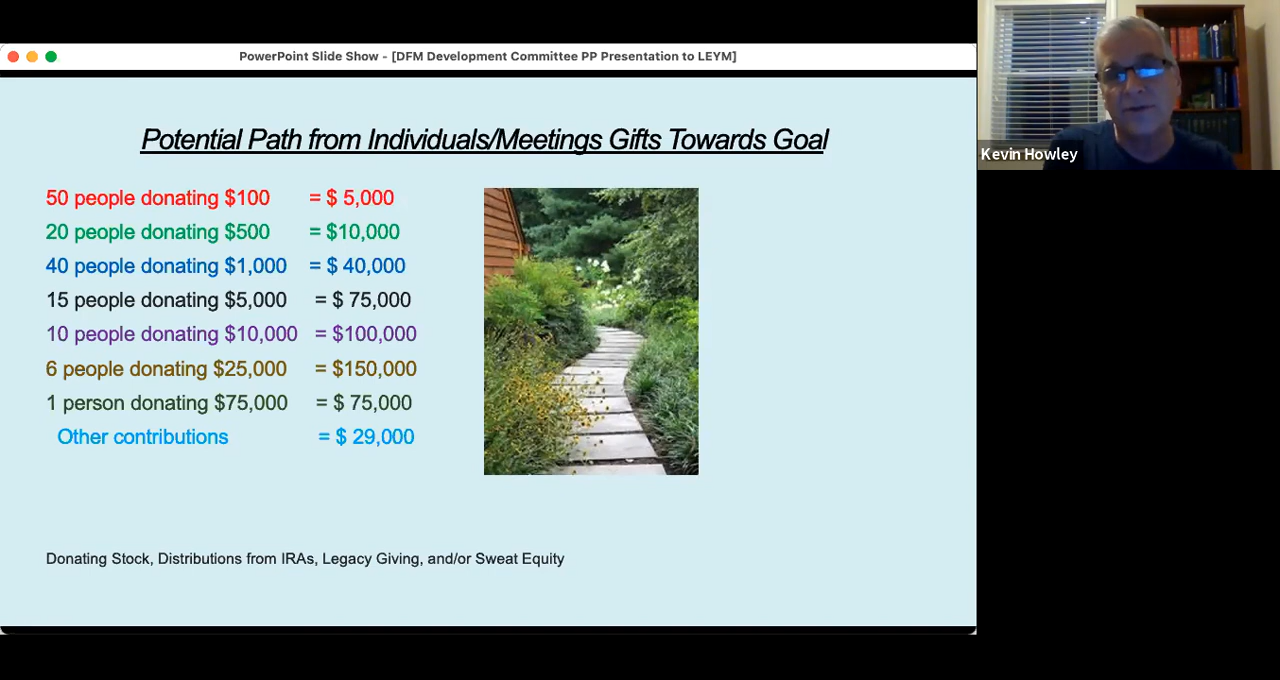 PowerPoint Slide Show - [DFM Development Committee PP Presentation to LEYM]
Potential Path from Individuals/Meetings Gifts Towards Goal
50 people donating $100 = $ 5,000
20 people donating $500 = $10,000
40 people donating $1,000 = $ 40,000
15 people donating $5,000 = $ 75,000
10 people donating $10,000 = $100,000
6 people donating $25,000 = $150,000
1 person donating $75,000 = $ 75,000
Other contributions = $ 29,000
Donating Stock, Distributions from IRAs, Legacy Giving, and/or Sweat Equity
Kevin Howley